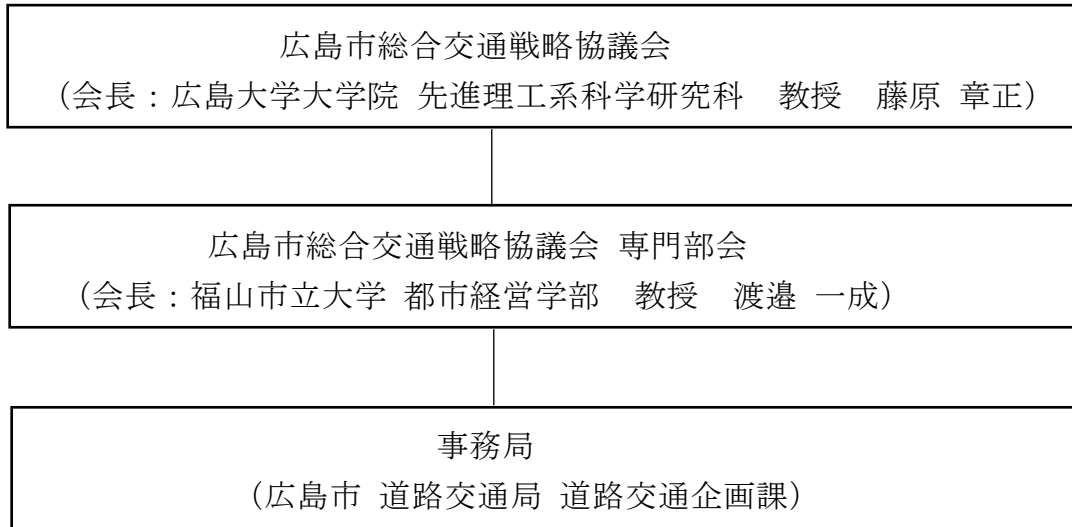 広島市総合交通戦略協議会
（会長：広島大学大学院 先進理工系科学研究科　教授　藤原 章正）
広島市総合交通戦略協議会 専門部会
（会長：福山市立大学 都市経営学部　教授　渡邉 一成）
事務局
（広島市 道路交通局 道路交通企画課）